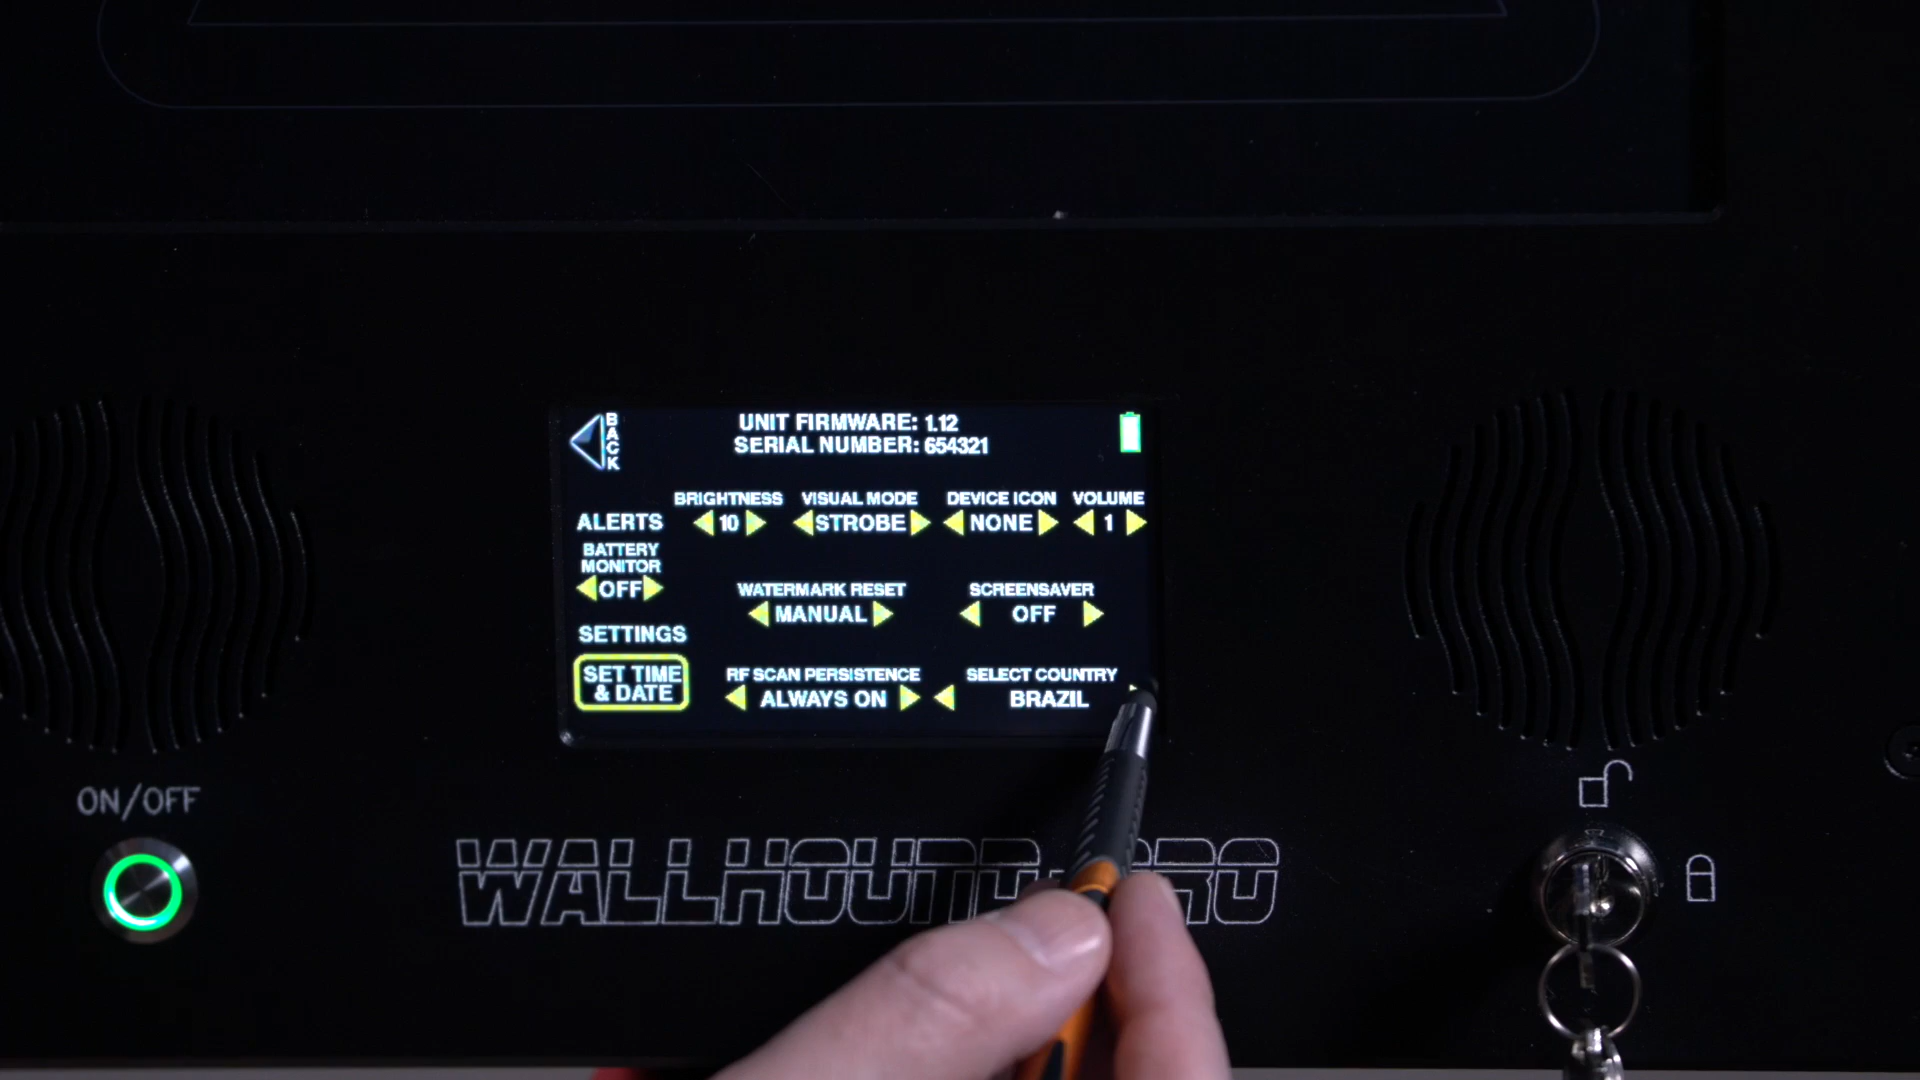 BACK
UNIT FIRMWARE: 1.12
SERIAL NUMBER: 654321
ALERTS
BRIGHTNESS
10
VISUAL MODE
STROBE
DEVICE ICON
NONE
VOLUME
1
BATTERY
MONITOR
OFF
WATERMARK RESET
MANUAL
SCREENSAVER
OFF
SETTINGS
SET TIME
& DATE
RF SCAN PERSISTENCE
ALWAYS ON
SELECT COUNTRY
BRAZIL
ON/OFF
WALLHOUND-PRO